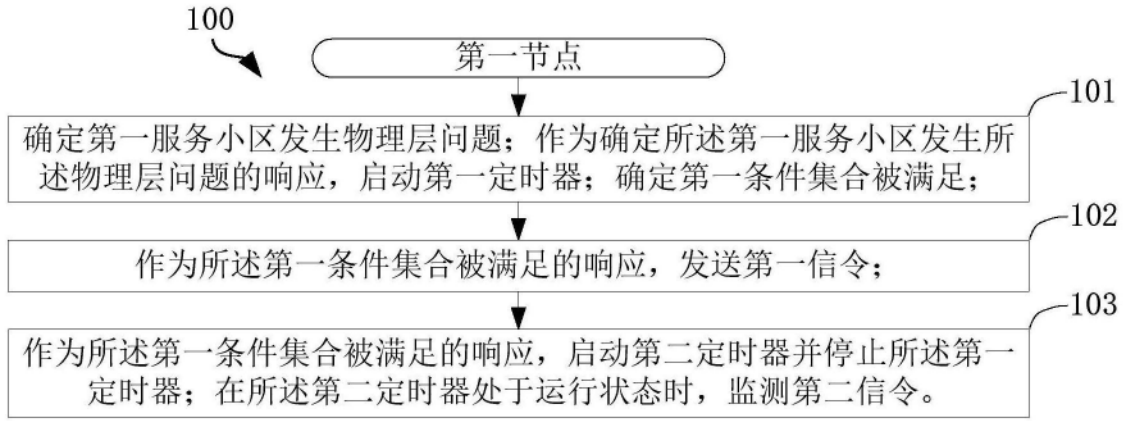 100
第一节点
101
确定第一服务小区发生物理层问题；作为确定所述第一服务小区发生所
述物理层问题的响应，启动第一定时器；确定第一条件集合被满足；
102
作为所述第一条件集合被满足的响应，发送第一信令；
103
作为所述第一条件集合被满足的响应，启动第二定时器并停止所述第一
定时器；在所述第二定时器处于运行状态时，监测第二信令。